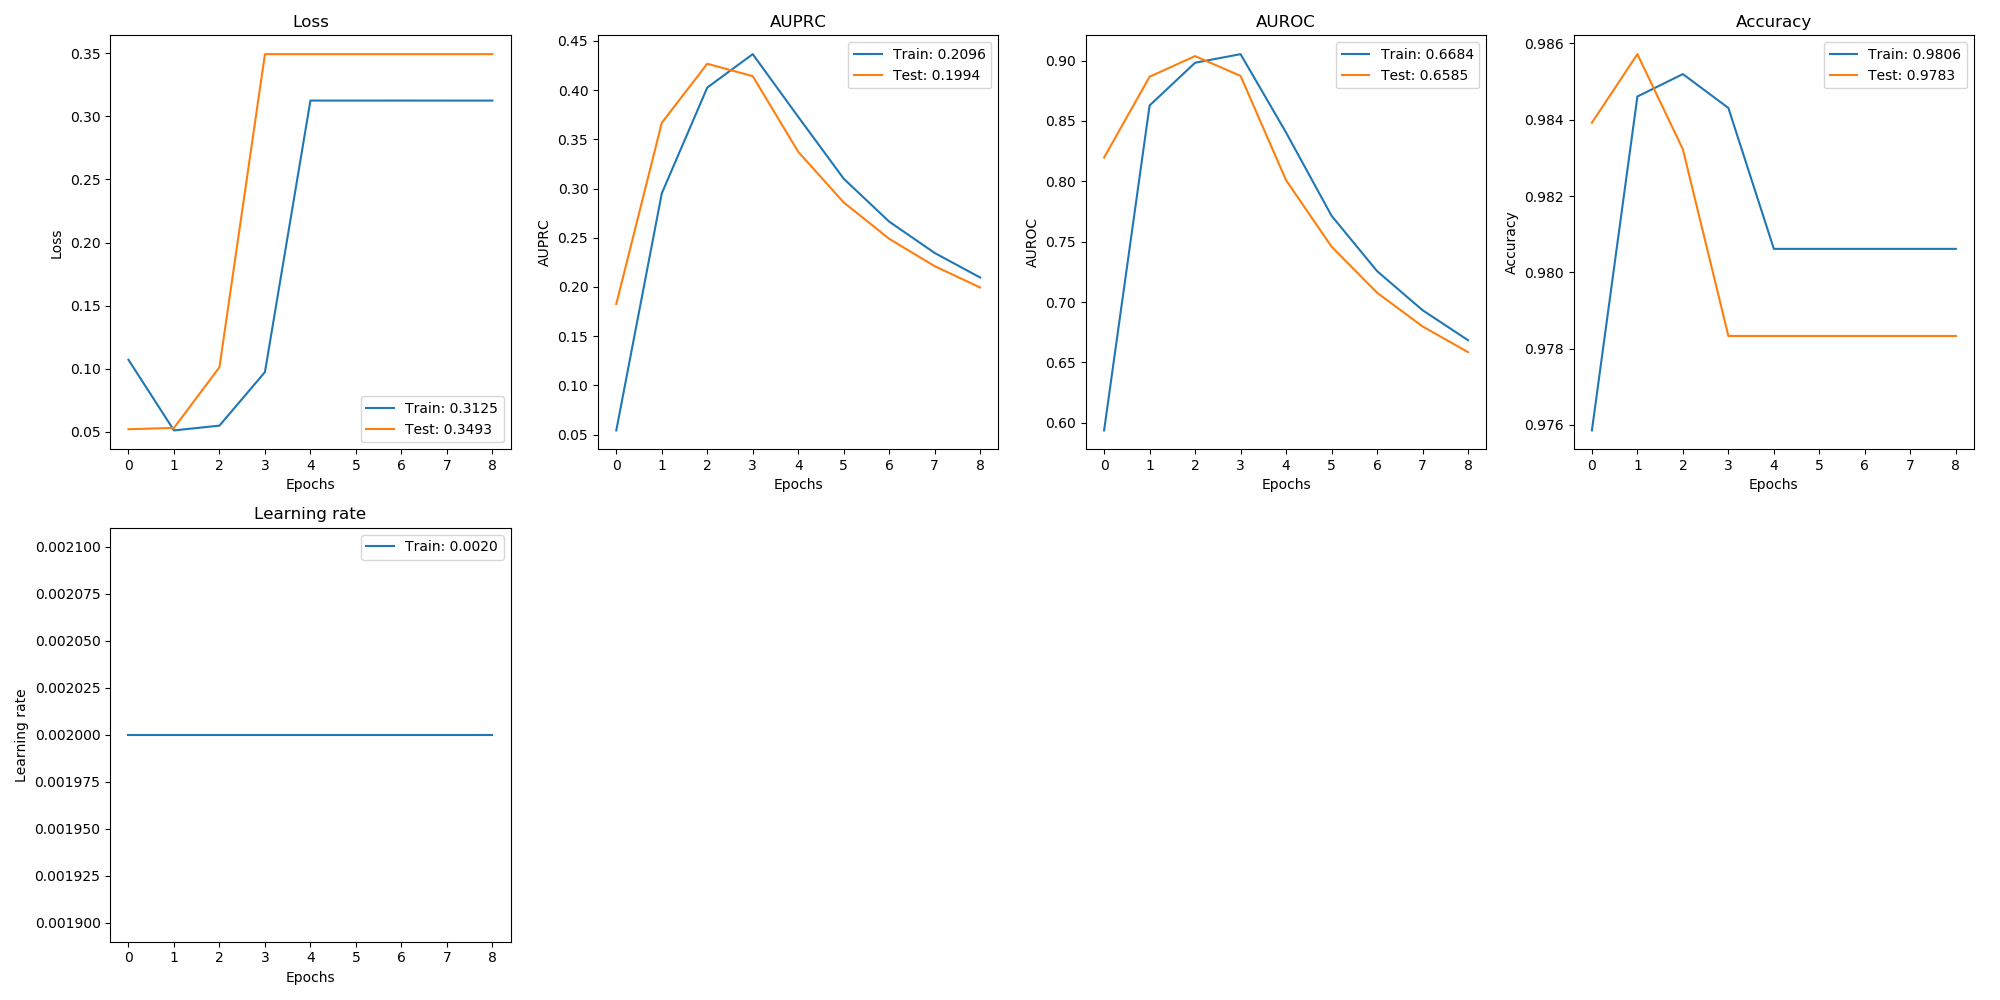 Loss
0.35
0.30
0.25
0.20
0.15
0.10
0.05
Loss
Train: 0.3125
Test: 0.3493
0 1 2 3 4 5 6 7 8
Epochs
AUPRC
0.45
0.40
0.35
0.30
0.25
0.20
0.15
0.10
0.05
AUPRC
Train: 0.2096
Test: 0.1994
0 1 2 3 4 5 6 7 8
Epochs
AUROC
0.90
0.85
0.80
0.75
0.70
0.65
0.60
AUROC
Train: 0.6684
Test: 0.6585
0 1 2 3 4 5 6 7 8
Epochs
Accuracy
0.986
0.984
0.982
0.980
0.978
0.976
Accuracy
Train: 0.9806
Test: 0.9783
0 1 2 3 4 5 6 7 8
Epochs
Learning rate
0.002100
0.002075
0.002050
0.002025
0.002000
0.001975
0.001950
0.001925
0.001900
Learning rate
Train: 0.0020
0 1 2 3 4 5 6 7 8
Epochs